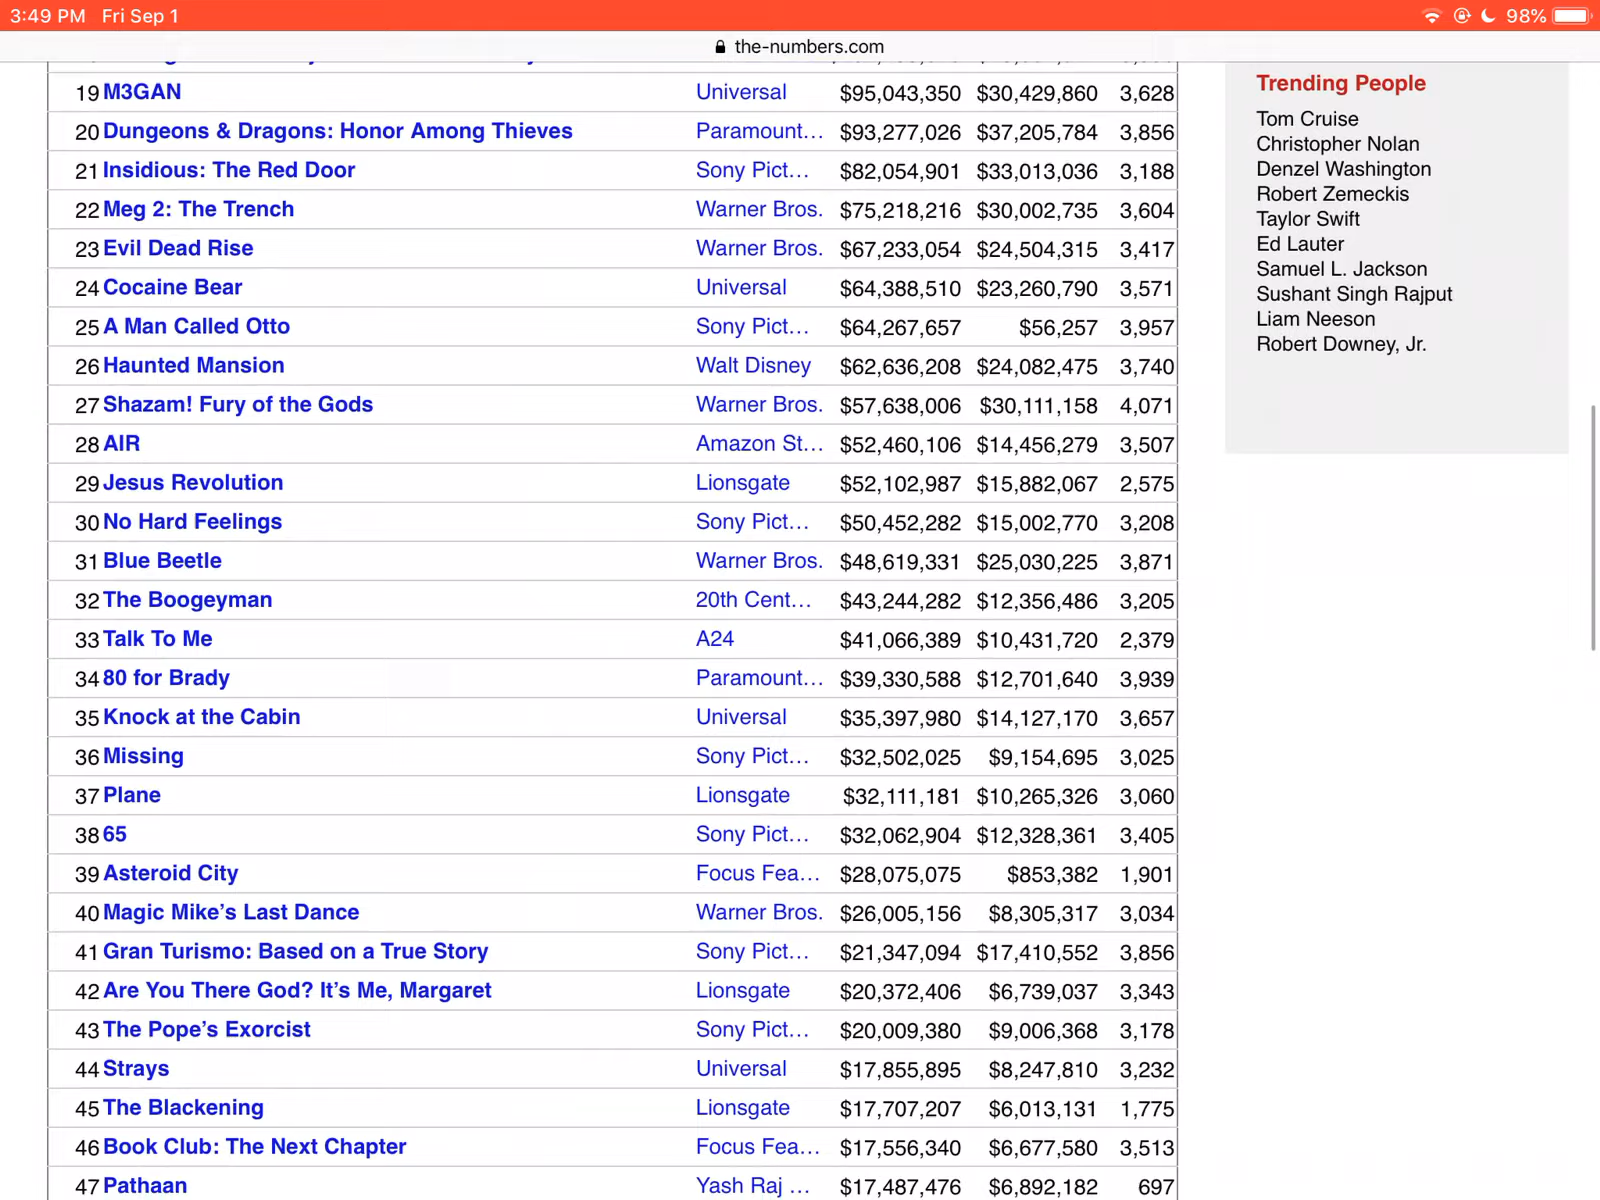 3:49 PM Fri Sep 1 98%
the-numbers.com
19 M3GAN Universal $95,043,350 $30,429,860 3,628
20 Dungeons & Dragons: Honor Among Thieves Paramount… $93,277,026 $37,205,784 3,856
21 Insidious: The Red Door Sony Pict… $82,054,901 $33,013,036 3,188
22 Meg 2: The Trench Warner Bros. $75,218,216 $30,002,735 3,604
23 Evil Dead Rise Warner Bros. $67,233,054 $24,504,315 3,417
24 Cocaine Bear Universal $64,388,510 $23,260,790 3,571
25 A Man Called Otto Sony Pict… $64,267,657 $56,257 3,957
26 Haunted Mansion Walt Disney $62,636,208 $24,082,475 3,740
27 Shazam! Fury of the Gods Warner Bros. $57,638,006 $30,111,158 4,071
28 AIR Amazon St… $52,460,106 $14,456,279 3,507
29 Jesus Revolution Lionsgate $52,102,987 $15,882,067 2,575
30 No Hard Feelings Sony Pict… $50,452,282 $15,002,770 3,208
31 Blue Beetle Warner Bros. $48,619,331 $25,030,225 3,871
32 The Boogeyman 20th Cent… $43,244,282 $12,356,486 3,205
33 Talk To Me A24 $41,066,389 $10,431,720 2,379
34 80 for Brady Paramount… $39,330,588 $12,701,640 3,939
35 Knock at the Cabin Universal $35,397,980 $14,127,170 3,657
36 Missing Sony Pict… $32,502,025 $9,154,695 3,025
37 Plane Lionsgate $32,111,181 $10,265,326 3,060
38 65 Sony Pict… $32,062,904 $12,328,361 3,405
39 Asteroid City Focus Fea… $28,075,075 $853,382 1,901
40 Magic Mike’s Last Dance Warner Bros. $26,005,156 $8,305,317 3,034
41 Gran Turismo: Based on a True Story Sony Pict… $21,347,094 $17,410,552 3,856
42 Are You There God? It’s Me, Margaret Lionsgate $20,372,406 $6,739,037 3,343
43 The Pope’s Exorcist Sony Pict… $20,009,380 $9,006,368 3,178
44 Strays Universal $17,855,895 $8,247,810 3,232
45 The Blackening Lionsgate $17,707,207 $6,013,131 1,775
46 Book Club: The Next Chapter Focus Fea… $17,556,340 $6,677,580 3,513
47 Pathaan Yash Raj … $17,487,476 $6,892,182 697
Trending People
Tom Cruise
Christopher Nolan
Denzel Washington
Robert Zemeckis
Taylor Swift
Ed Lauter
Samuel L. Jackson
Sushant Singh Rajput
Liam Neeson
Robert Downey, Jr.